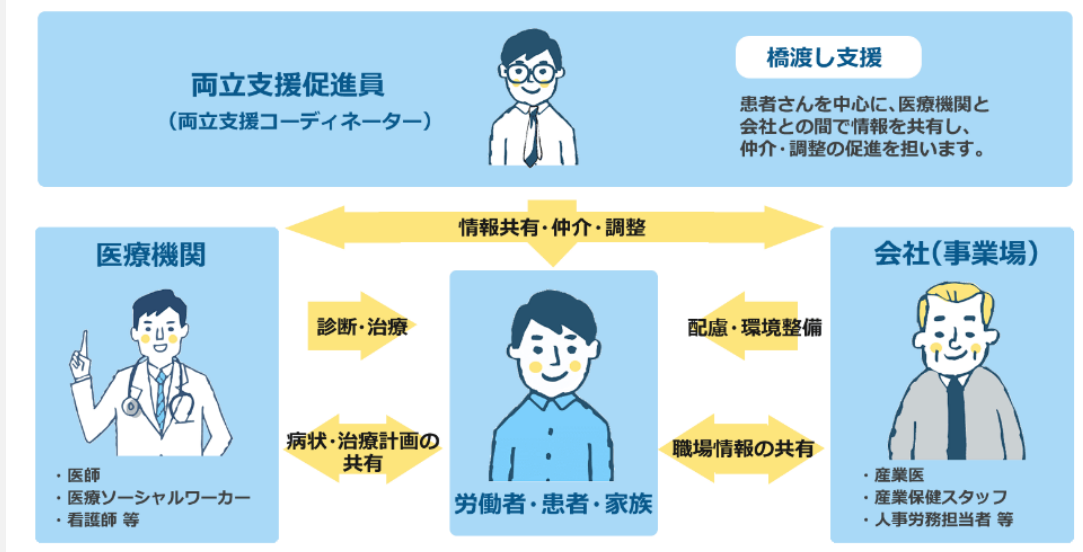 両立支援促進員
（両立支援コーディネーター）
橋渡し支援
患者さんを中心に、医療機関と
会社との間で情報を共有し、
仲介・調整の促進を担います。
情報共有・仲介・調整
医療機関
診断・治療
病状・治療計画の
共有
・医師
・医療ソーシャルワーカー
・看護師 等
労働者・患者・家族
会社（事業場）
配慮・環境整備
職場情報の共有
・産業医
・産業保健スタッフ
・人事労務担当者 等